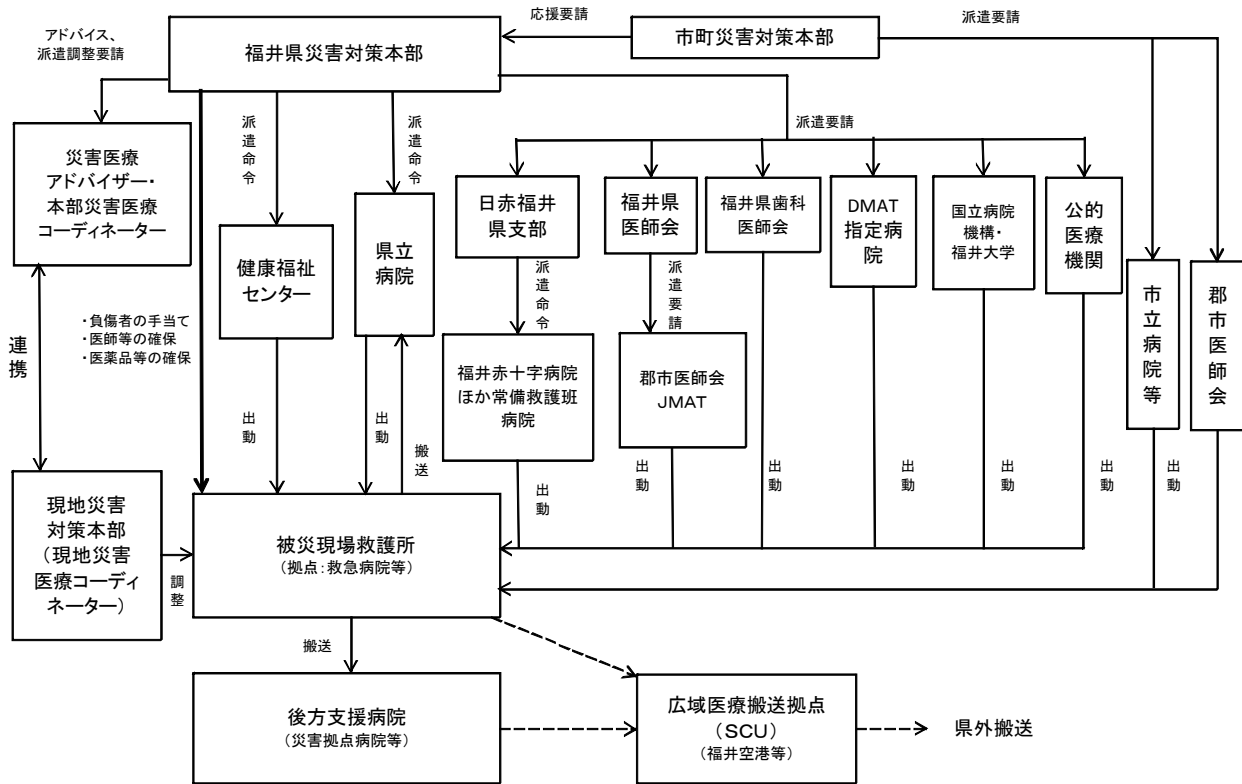 応援要請
派遣要請
アドバイス、
派遣調整要請
福井県災害対策本部
市町災害対策本部
派遣命令
派遣命令
派遣要請
災害医療
アドバイザー・
本部災害医療
コーディネーター
日赤福井
県支部
福井県
医師会
福井県歯科
医師会
DMAT
指定病
院
国立病院
機構・
福井大学
公的
医療
機関
健康福祉
センター
県立
病院
派遣命令
派遣要請
市立病院等
郡市医師会
・負傷者の手当て
・医師等の確保
・医薬品等の確保
連携
福井赤十字病院
ほか常備救護班
病院
郡市医師会
JMAT
出動
出動
搬送
出動
出動
出動
出動
出動
出動
出動
現地災害
対策本部
（現地災害
医療コーディ
ネーター）
調整
被災現場救護所
（拠点：救急病院等）
搬送
後方支援病院
（災害拠点病院等）
広域医療搬送拠点
（SCU）
（福井空港等）
県外搬送